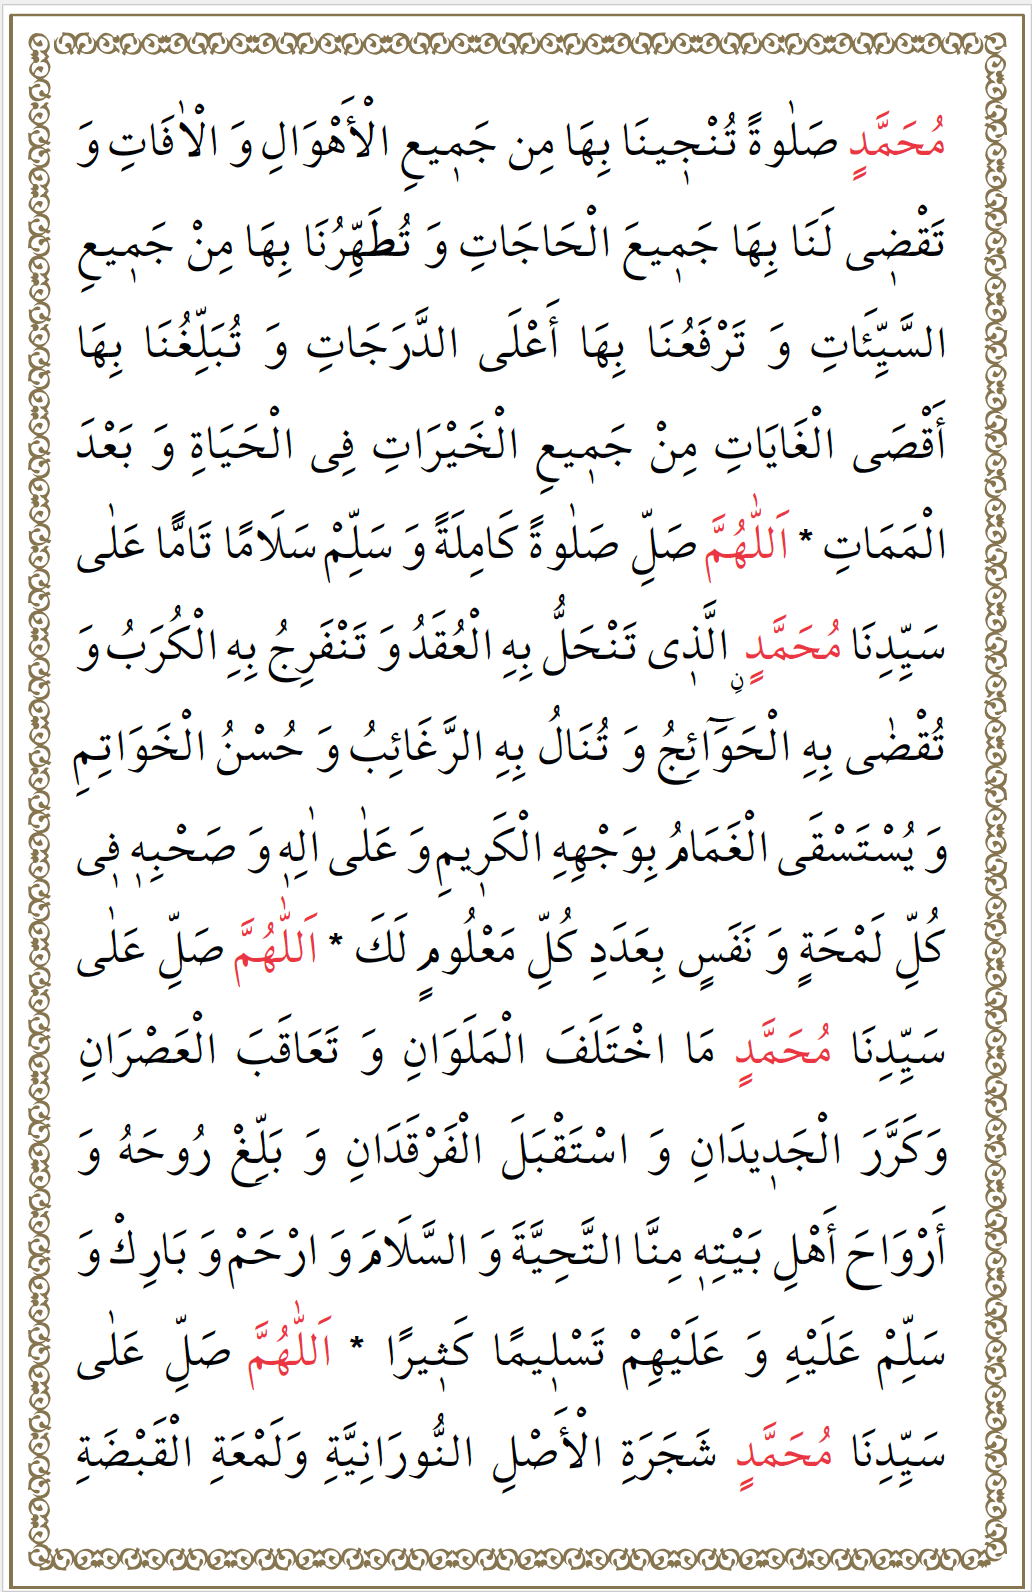 مُحَمَّدٍ صَلٰوةً تُنْجٖينَا بِهَا مِن جَمٖيعِ الْأَهْوَالِ وَ الْاٰفَاتِ وَ
تَقْضٖى لَنَا بِهَا جَمٖيعَ الْحَاجَاتِ وَ تُطَهِّرُنَا بِهَا مِنْ جَمٖيعِ
السَّيِّئَاتِ وَ تَرْفَعُنَا بِهَا أَعْلَى الدَّرَجَاتِ وَ تُبَلِّغُنَا بِهَا
أَقْصَى الْغَايَاتِ مِنْ جَمٖيعِ الْخَيْرَاتِ فِى الْحَيَاةِ وَ بَعْدَ
الْمَمَاتِ * اَللّٰهُمَّ صَلِّ صَلٰوةً كَامِلَةً وَ سَلِّمْ سَلَامًا تَامًّا عَلٰى
سَيِّدِنَا مُحَمَّدٍ نِ الَّذٖى تَنْحَلُّ بِهِ الْعُقَدُ وَ تَنْفَرِجُ بِهِ الْكُرَبُ وَ
تُقْضٰى بِهِ الْحَوَٓائِجُ وَ تُنَالُ بِهِ الرَّغَائِبُ وَ حُسْنُ الْخَوَاتِمِ
وَ يُسْتَسْقَى الْغَمَامُ بِوَجْهِهِ الْكَرٖيمِ وَ عَلٰى اٰلِهٖ وَ صَحْبِهٖ فٖى
كُلِّ لَمْحَةٍ وَ نَفَسٍ بِعَدَدِ كُلِّ مَعْلُومٍ لَكَ * اَللّٰهُمَّ صَلِّ عَلٰى
سَيِّدِنَا مُحَمَّدٍ مَا اخْتَلَفَ الْمَلَوَانِ وَ تَعَاقَبَ الْعَصْرَانِ
وَكَرَّرَ الْجَدٖيدَانِ وَ اسْتَقْبَلَ الْفَرْقَدَانِ وَ بَلِّغْ رُوحَهُ وَ
أَرْوَاحَ أَهْلِ بَيْتِهٖ مِنَّا التَّحِيَّةَ وَ السَّلَامَ وَ ارْحَمْ وَ بَارِكْ وَ
سَلِّمْ عَلَيْهِ وَ عَلَيْهِمْ تَسْلٖيمًا كَثٖيرًا * اَللّٰهُمَّ صَلِّ عَلٰى
سَيِّدِنَا مُحَمَّدٍ شَجَرَةِ الْأَصْلِ النُّورَانِيَّةِ وَلَمْعَةِ الْقَبْضَةِ